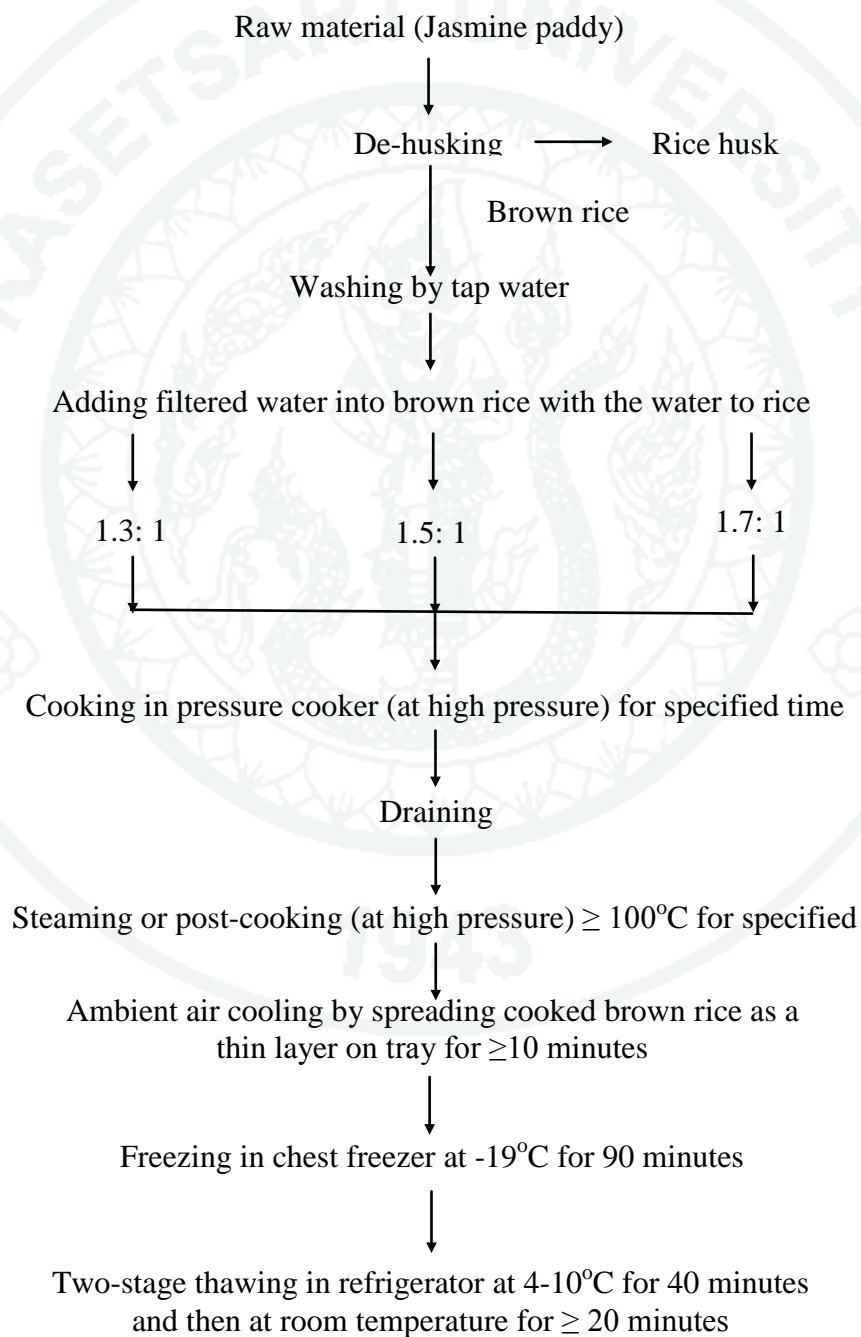 Raw material (Jasmine paddy)
De-husking
Rice husk
Brown rice
Washing by tap water
Adding filtered water into brown rice with the water to rice
1.3: 1
1.5: 1
1.7: 1
Cooking in pressure cooker (at high pressure) for specified time
Draining
Steaming or post-cooking (at high pressure) ≥ 100°C for specified
Ambient air cooling by spreading cooked brown rice as a
thin layer on tray for ≥10 minutes
Freezing in chest freezer at -19°C for 90 minutes
Two-stage thawing in refrigerator at 4-10°C for 40 minutes
and then at room temperature for ≥ 20 minutes
KASETSART UNIVERSITY
1943